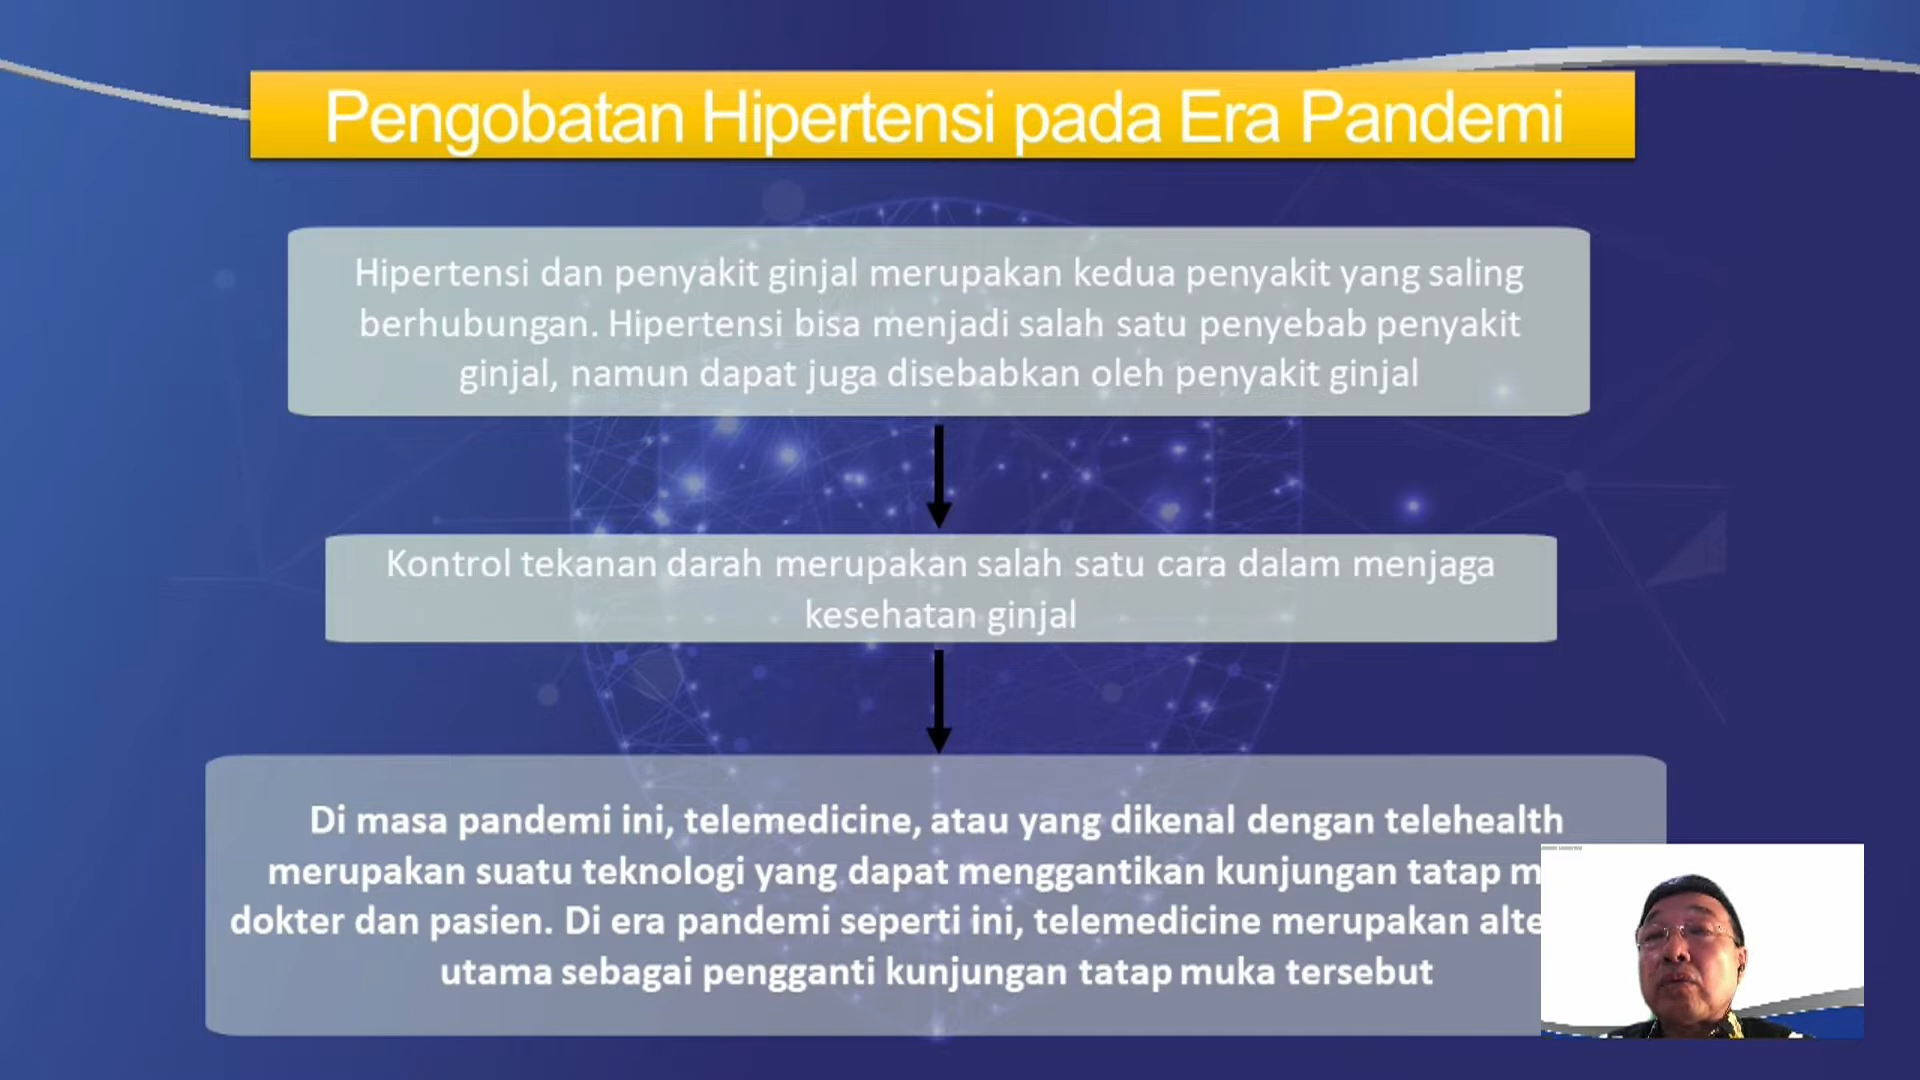 Pengobatan Hipertensi pada Era Pandemi
Hipertensi dan penyakit ginjal merupakan kedua penyakit yang saling
berhubungan. Hipertensi bisa menjadi salah satu penyebab penyakit
ginjal, namun dapat juga disebabkan oleh penyakit ginjal
Kontrol tekanan darah merupakan salah satu cara dalam menjaga
kesehatan ginjal
Di masa pandemi ini, telemedicine, atau yang dikenal dengan telehealth
merupakan suatu teknologi yang dapat menggantikan kunjungan tatap
dokter dan pasien. Di era pandemi seperti ini, telemedicine merupakan
utama sebagai pengganti kunjungan tatap muka tersebut